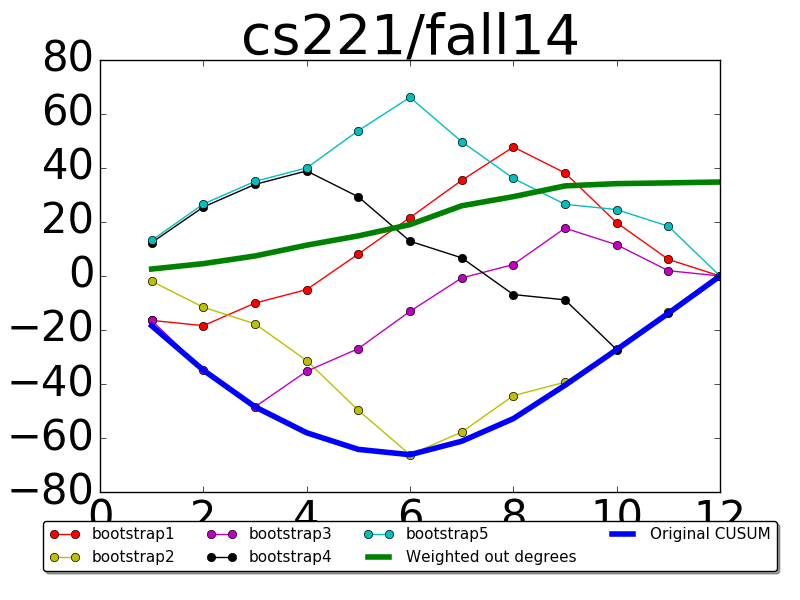 cs221/fall14
80
60
40
20
0
−20
−40
−60
−80
0 2 4 6 8 10 12
bootstrap1 bootstrap3 bootstrap5 Original CUSUM
bootstrap2 bootstrap4 Weighted out degrees